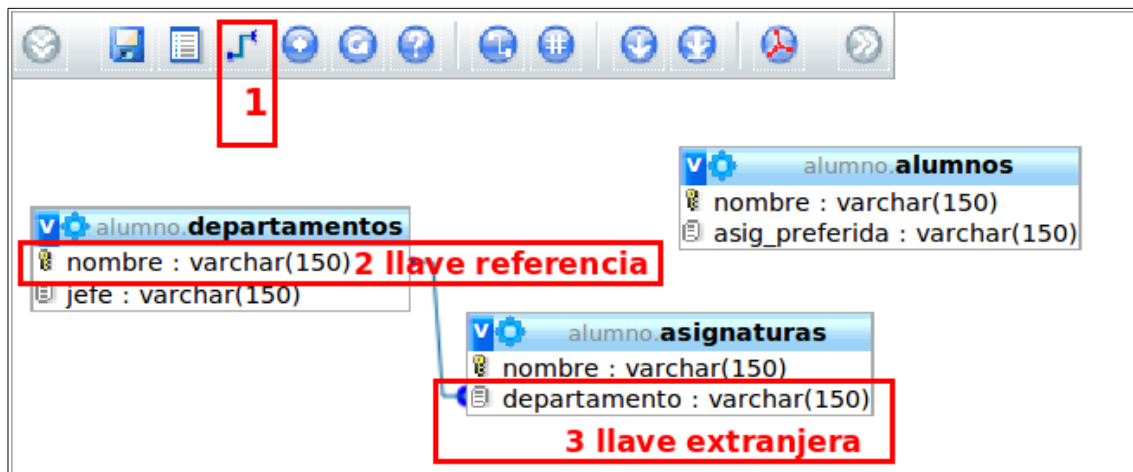 1
alumno.alumnos
nombre : varchar(150)
asig_preferida : varchar(150)
alumno.departamentos
nombre : varchar(150) 2 llave referencia
jefe : varchar(150)
alumno.asignaturas
nombre : varchar(150)
departamento : varchar(150)
3 llave extranjera